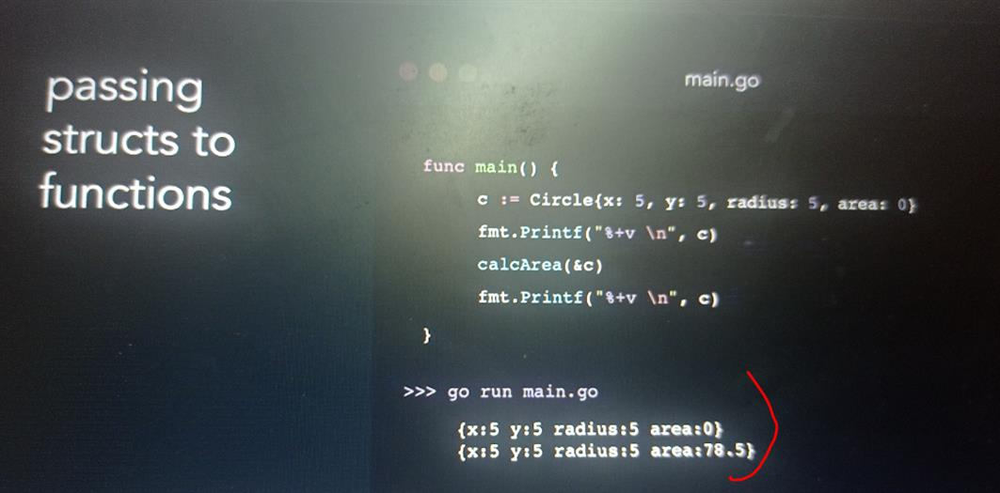 passing
structs to
functions
main.go
func main() {
c := Circle{x: 5, y: 5, radius: 5, area: 0}
fmt.Printf("%+v \n", c)
calcArea(&c)
fmt.Printf("%+v \n", c)
}
>>> go run main.go
{x:5 y:5 radius:5 area:0}
{x:5 y:5 radius:5 area:78.5}